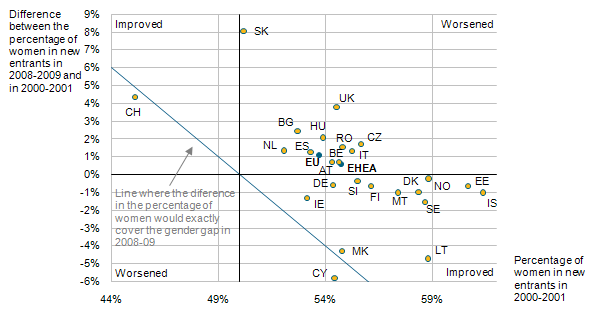 Difference
between the
percentage of
women in new
entrants in
2008-2009 and
in 2000-2001
9%
8%
7%
6%
5%
4%
3%
2%
1%
0%
-1%
-2%
-3%
-4%
-5%
-6%
Improved
Worsened
SK
CH
UK
BG
HU
NL
ES
RO
CZ
EU
BE
IT
AT
EHEA
DE
SI
FI
DK
NO
EE
IE
MT
SE
IS
Line where the difference
in the percentage of
women would exactly
cover the gender gap in
2008-09
MK
LT
CY
Worsened
Improved
44%
49%
54%
59%
Percentage of
women in new
entrants in
2000-2001